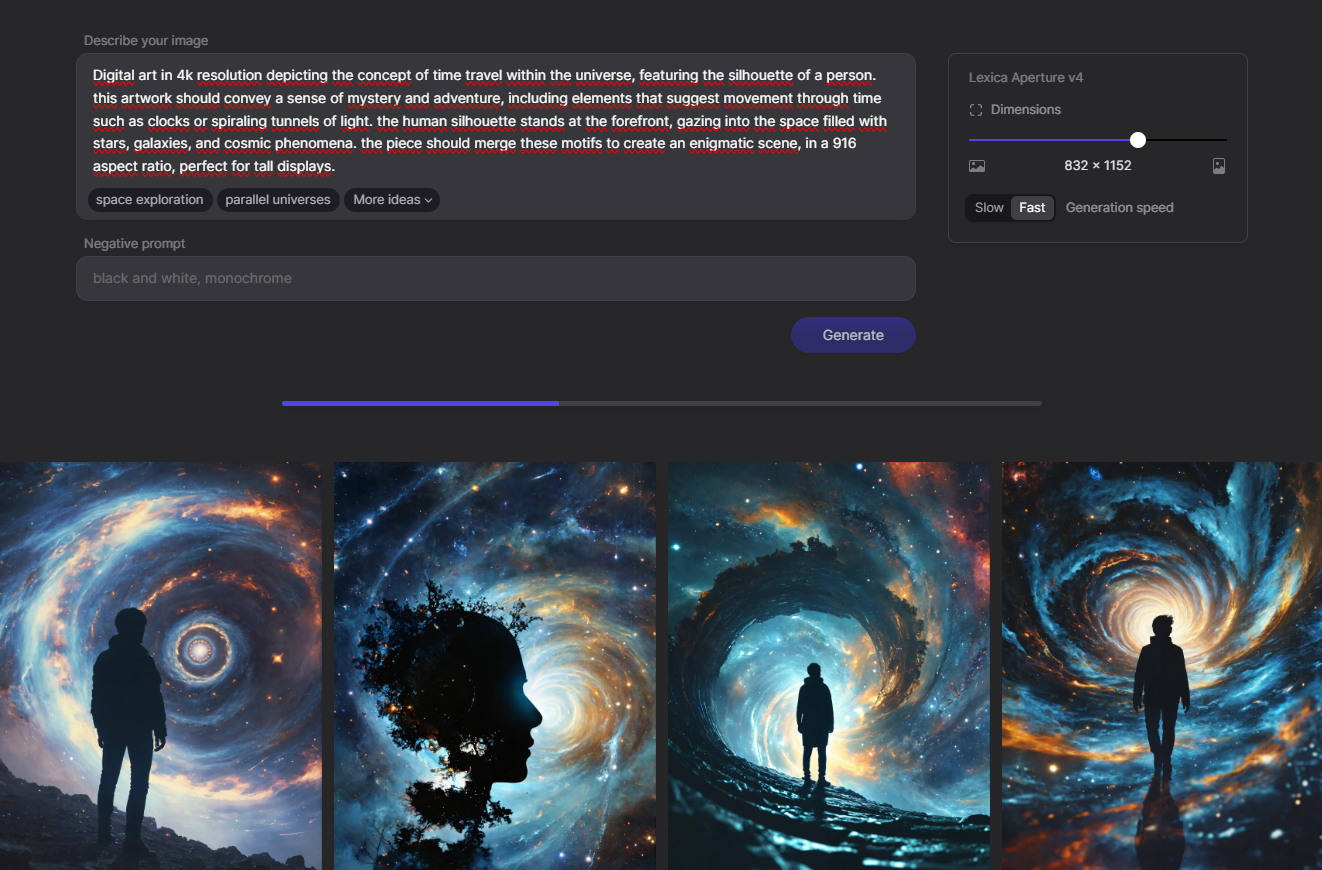 Describe your image
Digital art in 4k resolution depicting the concept of time travel within the universe, featuring the silhouette of a person.
this artwork should convey a sense of mystery and adventure, including elements that suggest movement through time
such as clocks or spiraling tunnels of light. the human silhouette stands at the forefront, gazing into the space filled with
stars, galaxies, and cosmic phenomena. the piece should merge these motifs to create an enigmatic scene, in a 916
aspect ratio, perfect for tall displays.
space exploration parallel universes More ideas
Negative prompt
black and white, monochrome
Generate
Lexica Aperture v4
Dimensions
832 × 1152
Slow Fast Generation speed